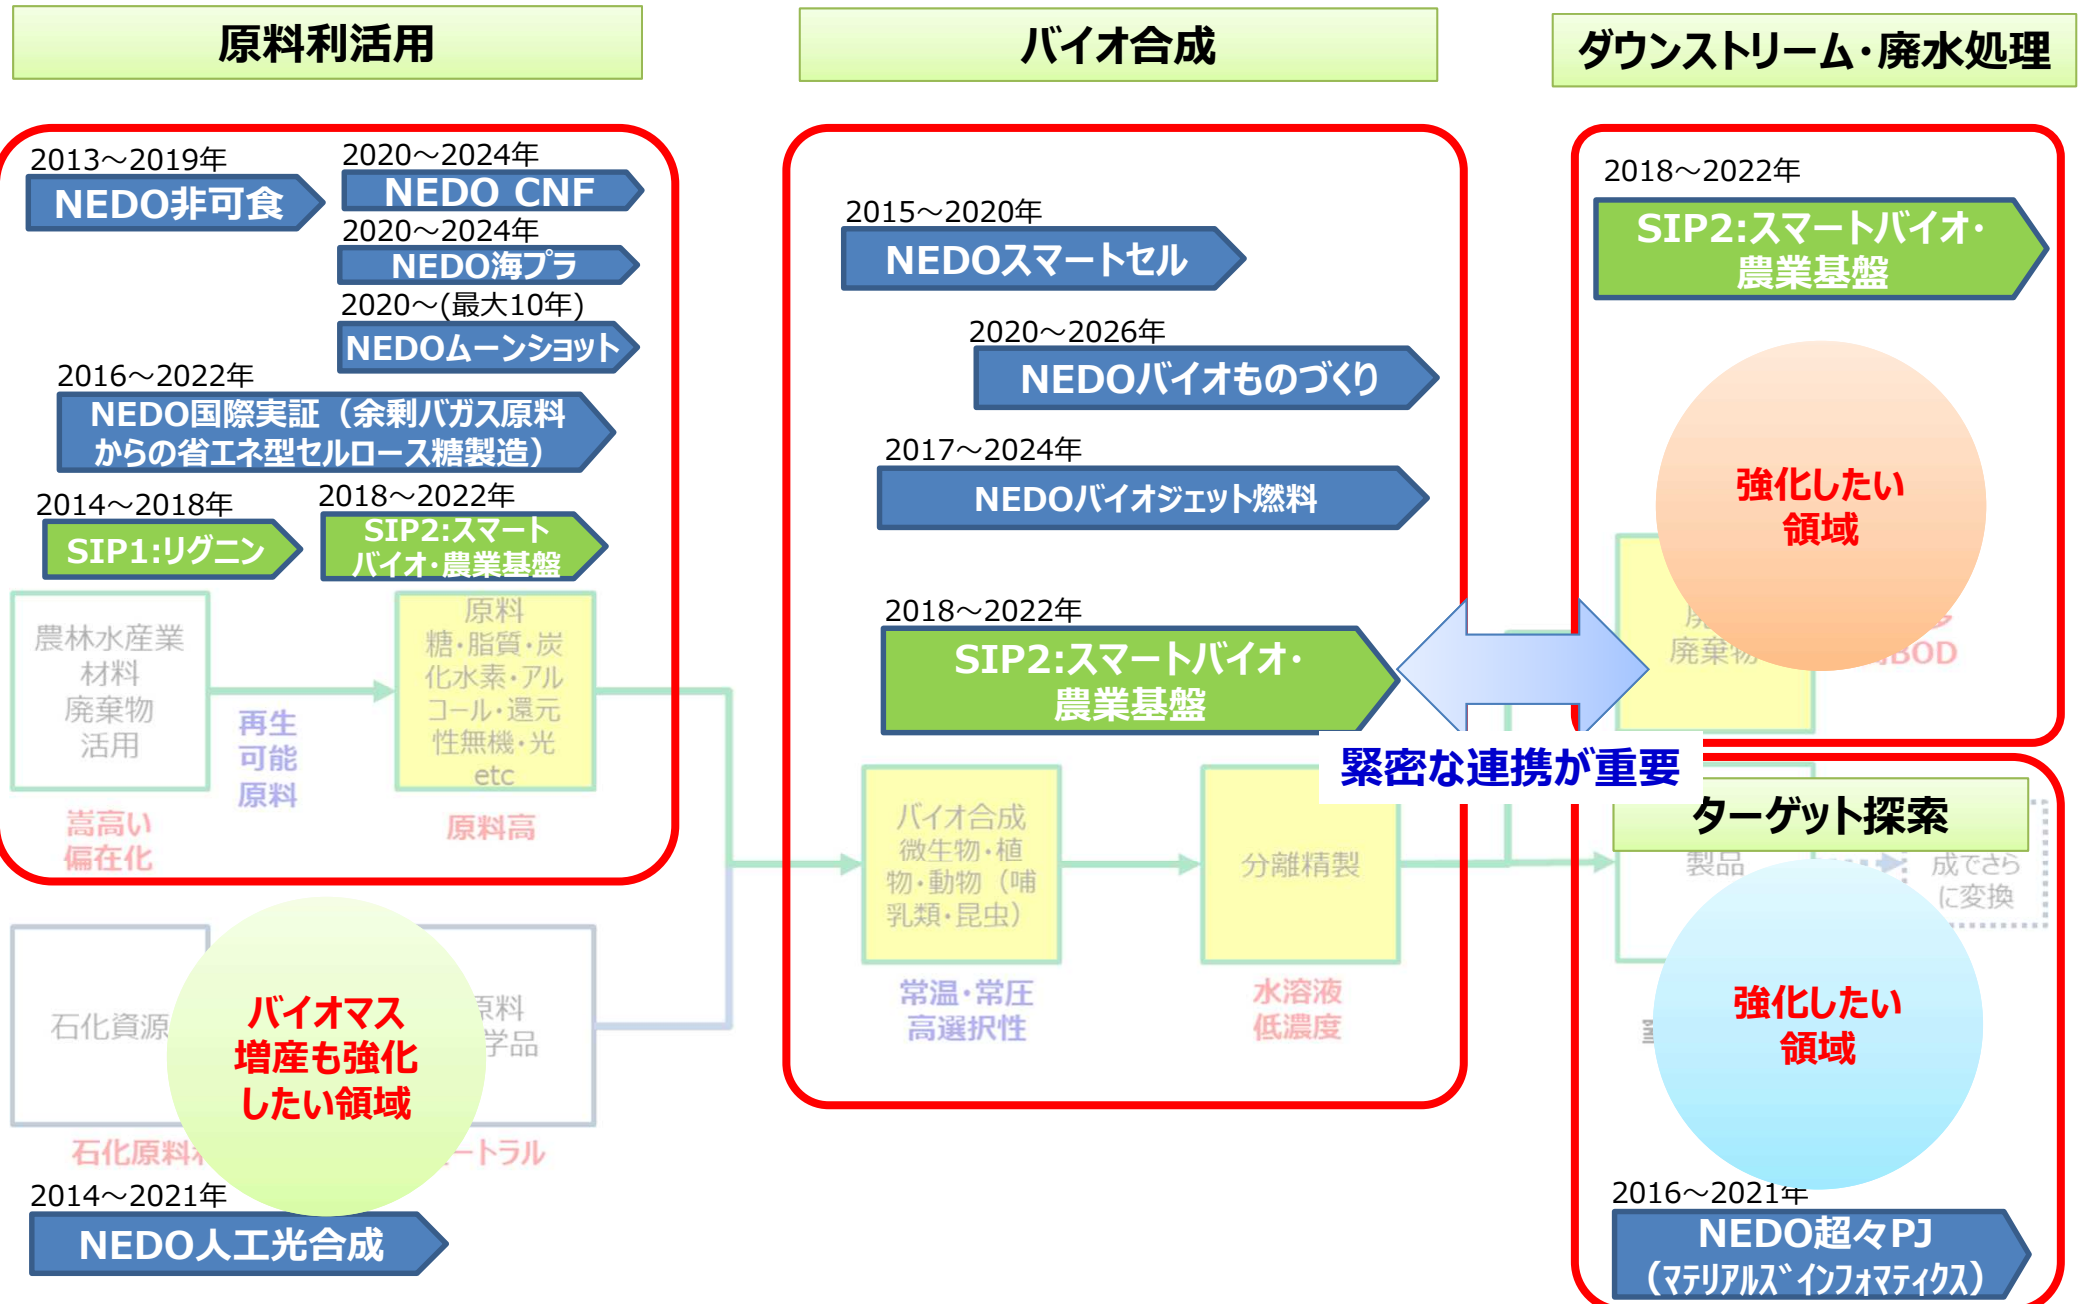 原料利活用
2013～2019年
NEDO非可食
2020～2024年
NEDO CNF
2020～2024年
NEDO海プラ
2020～(最大10年)
NEDOムーンショット
2016～2022年
NEDO国際実証（余剰バガス原料
からの省エネ型セルロース糖製造）
2014～2018年
SIP1:リグニン
2018～2022年
SIP2:スマート
バイオ・農業基盤
農林水産業
材料
廃棄物
活用
再生
可能
原料
嵩高い
偏在化
原料
糖・脂質・炭
化水素・アル
コール・還元
性無機・光
etc
原料高
石化資源
バイオマス
増産も強化
したい領域
原料
学品
石化原料
ートラル
2014～2021年
NEDO人工光合成
バイオ合成
2015～2020年
NEDOスマートセル
2020～2026年
NEDOバイオものづくり
2017～2024年
NEDOバイオジェット燃料
2018～2022年
SIP2:スマートバイオ・
農業基盤
緊密な連携が重要
バイオ合成
微生物・植
物・動物（哺
乳類・昆虫）
常温・常圧
高選択性
分離精製
水溶液
低濃度
ダウンストリーム・廃水処理
2018～2022年
SIP2:スマートバイオ・
農業基盤
強化したい
領域
廃棄物
BOD
ターゲット探索
製品
成でさら
に変換
強化したい
領域
2016～2021年
NEDO超々PJ
（ﾏﾃﾘｱﾙｽﾞｲﾝﾌｫﾏﾃｨｸｽ）